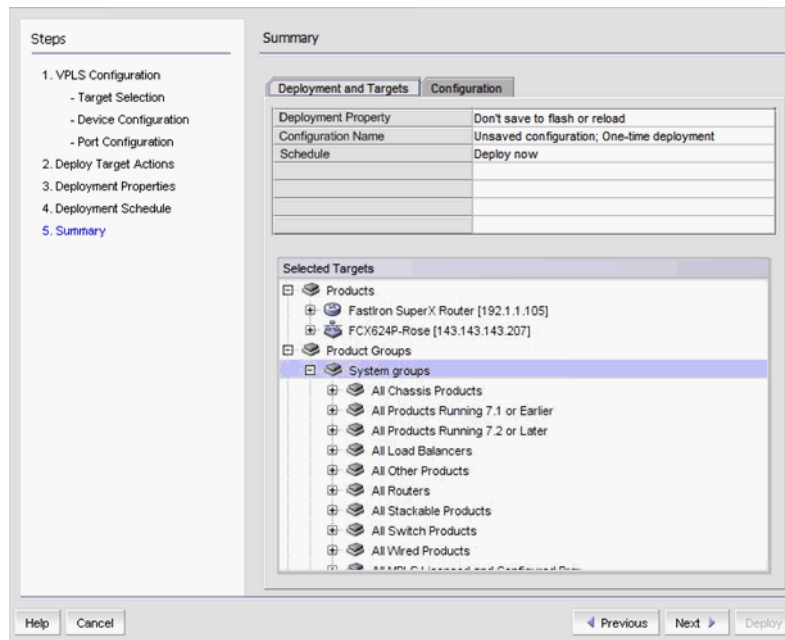 Steps
1. VPLS Configuration
- Target Selection
- Device Configuration
- Port Configuration
2. Deploy Target Actions
3. Deployment Properties
4. Deployment Schedule
5. Summary
Summary
Deployment and Targets Configuration
Deployment Property Don't save to flash or reload
Configuration Name Unsaved configuration; One-time deployment
Schedule Deploy now
Selected Targets
Products
FastIron SuperX Router [192.1.1.105]
FCX624P-Rose [143.143.143.207]
Product Groups
System groups
All Chassis Products
All Products Running 7.1 or Earlier
All Products Running 7.2 or Later
All Load Balancers
All Other Products
All Routers
All Stackable Products
All Switch Products
All Wired Products
All VPLS Licensed and Configured
Help Cancel Previous Next Deploy